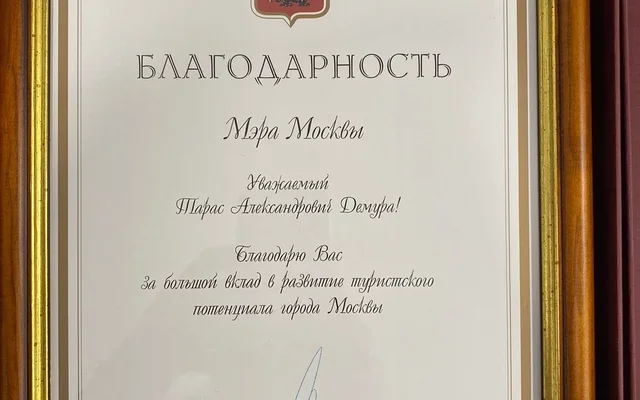 БЛАГОДАРНОСТЬ
Мэра Москвы
Уважаемый
Тарас Александрович Демура!
Благодарю Вас
за большой вклад в развитие туристского
потенциала города Москвы